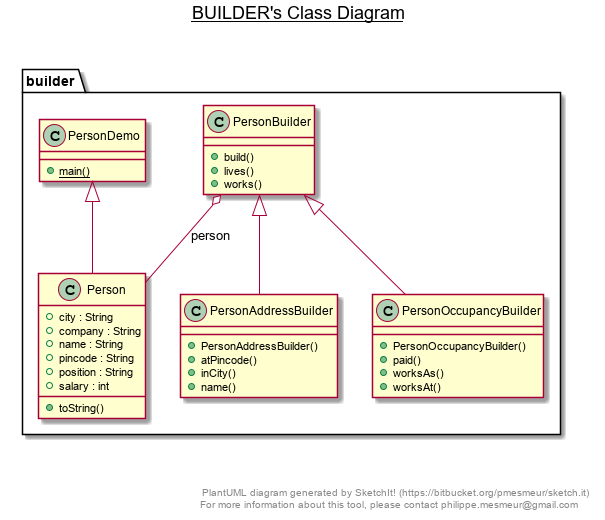 BUILDER's Class Diagram
builder
C PersonDemo
main()
C PersonBuilder
build()
lives()
works()
person
C Person
city : String
company : String
name : String
pincode : String
position : String
salary : int
toString()
C PersonAddressBuilder
PersonAddressBuilder()
atPincode()
inCity()
name()
C PersonOccupancyBuilder
PersonOccupancyBuilder()
paid()
worksAs()
worksAt()
PlantUML diagram generated by SketchIt! (https://bitbucket.org/pmesmeur/sketch.it)
For more information about this tool, please contact philippe.mesmeur@gmail.com